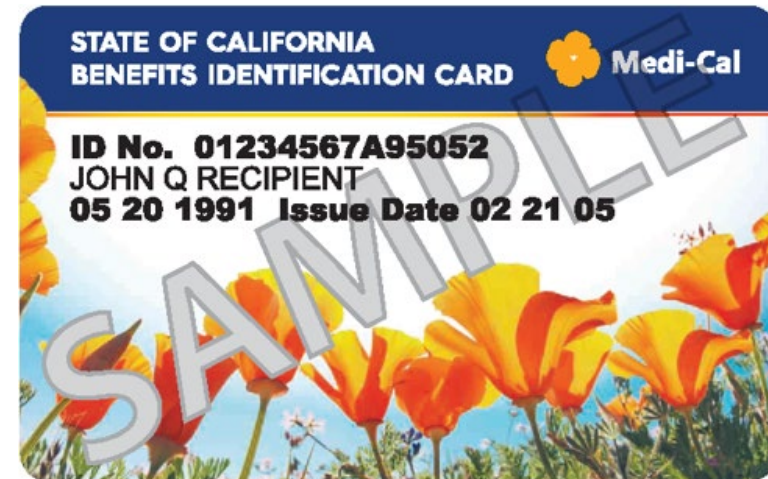 STATE OF CALIFORNIA
BENEFITS IDENTIFICATION CARD
Medi-Cal
ID No. 01234567A95052
JOHN Q RECIPIENT
05 20 1991 Issue Date 02 21 05
SAMPLE